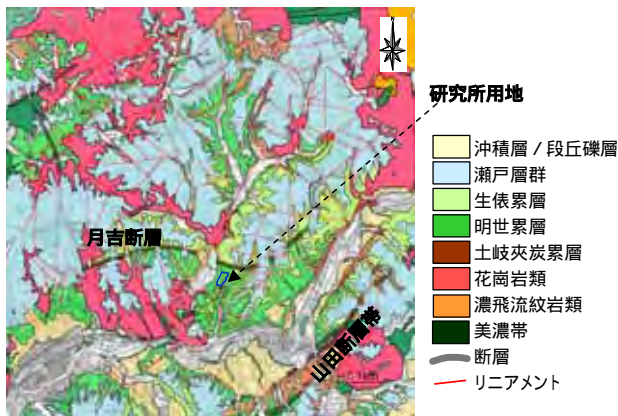 研究所用地
沖積層 / 段丘礫層
瀬戸層群
生俵累層
明世累層
土岐夾炭累層
花崗岩類
濃飛流紋岩類
美濃帯
断層
リニアメント
月吉断層
山田断層帯